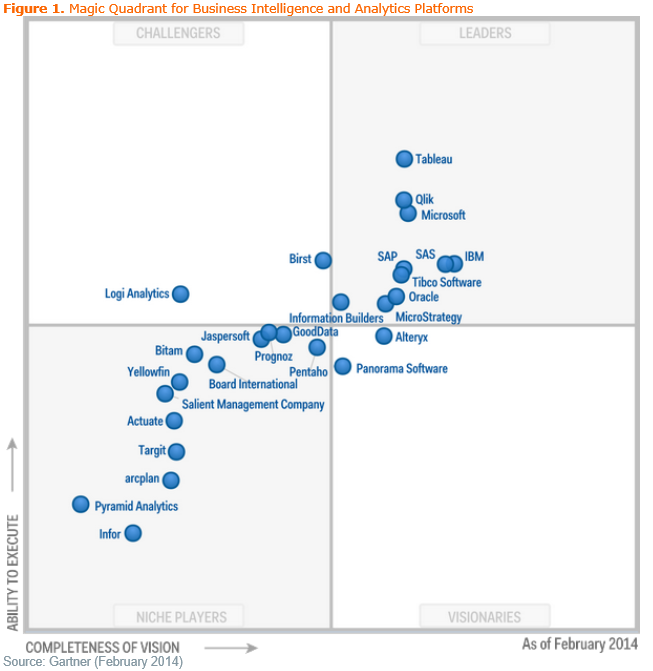 Figure 1. Magic Quadrant for Business Intelligence and Analytics Platforms
CHALLENGERS
LEADERS
Tableau
Qlik
Microsoft
Birst
SAP
SAS
IBM
Tibco Software
Logi Analytics
Oracle
Information Builders
MicroStrategy
Jaspersoft
GoodData
Alteryx
Prognoz
Bitam
Pentaho
Panorama Software
Yellowfin
Board International
Salient Management Company
Actuate
Targit
arcplan
Pyramid Analytics
Infor
ABILITY TO EXECUTE
NICHE PLAYERS
VISIONARIES
COMPLETENESS OF VISION
As of February 2014
Source: Gartner (February 2014)